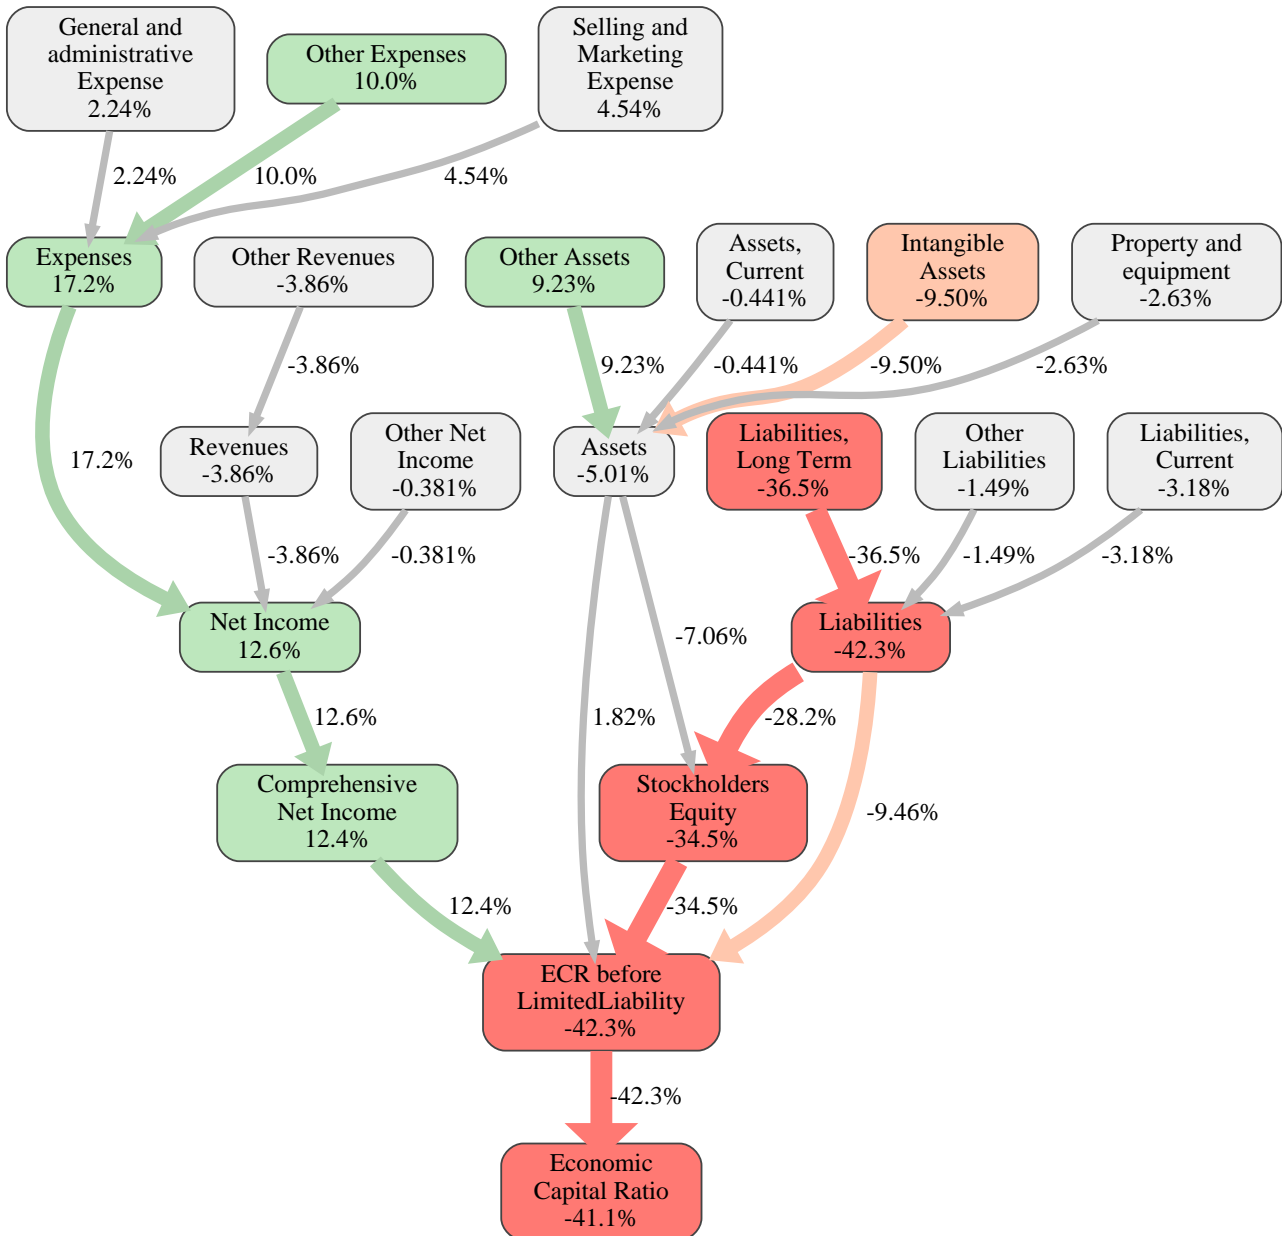 General and
administrative
Expense
2.24%
Other Expenses
10.0%
Selling and
Marketing
Expense
4.54%
2.24%
10.0%
4.54%
Expenses
17.2%
Other Revenues
-3.86%
Other Assets
9.23%
Assets,
Current
-0.441%
Intangible
Assets
-9.50%
Property and
equipment
-2.63%
-3.86%
9.23%
-0.441%
-9.50%
-2.63%
17.2%
Revenues
-3.86%
Other Net
Income
-0.381%
Assets
-5.01%
Liabilities,
Long Term
-36.5%
Other
Liabilities
-1.49%
Liabilities,
Current
-3.18%
-3.86%
-0.381%
-36.5%
-1.49%
-3.18%
Net Income
12.6%
-7.06%
Liabilities
-42.3%
12.6%
1.82%
-28.2%
Comprehensive
Net Income
12.4%
Stockholders
Equity
-34.5%
-9.46%
12.4%
-34.5%
ECR before
LimitedLiability
-42.3%
-42.3%
Economic
Capital Ratio
-41.1%